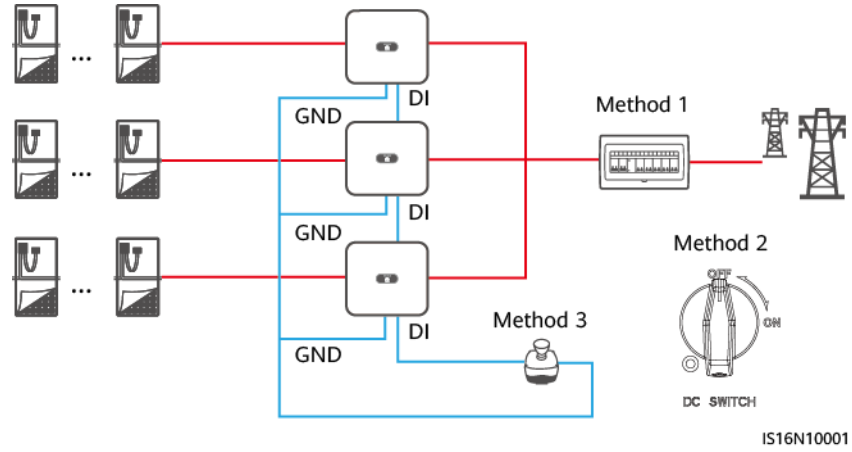 ...
...
...
GND
DI
GND
DI
GND
DI
Method 1
Method 2
OFF
ON
DC SWITCH
Method 3
IS16N10001